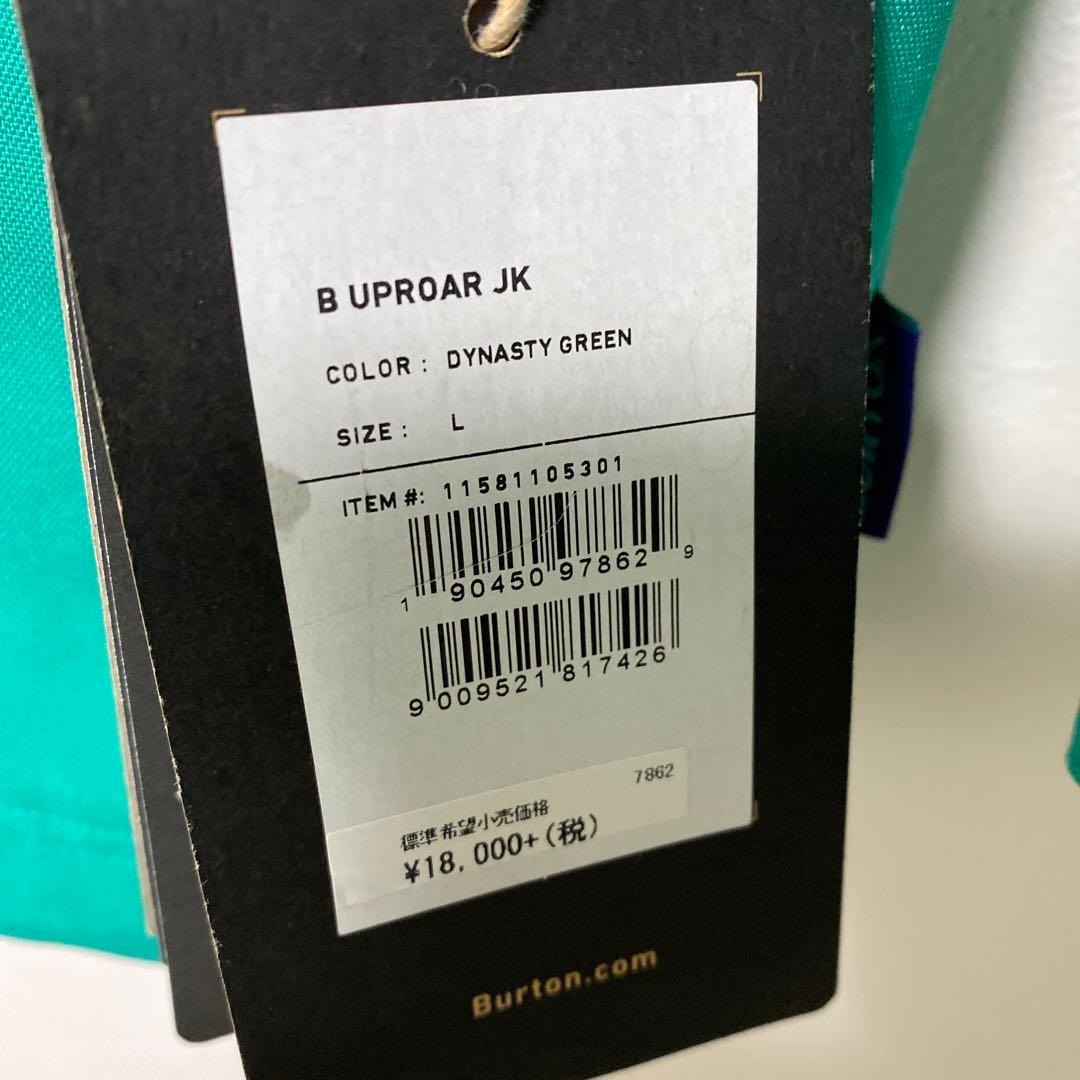 B UPROAR JK
COLOR : DYNASTY GREEN
SIZE : L
ITEM #: 11581105301
1 90450 97862 9
9 009521 817426
7862
標準希望小売価格
¥18,000+(税)
Burton.com